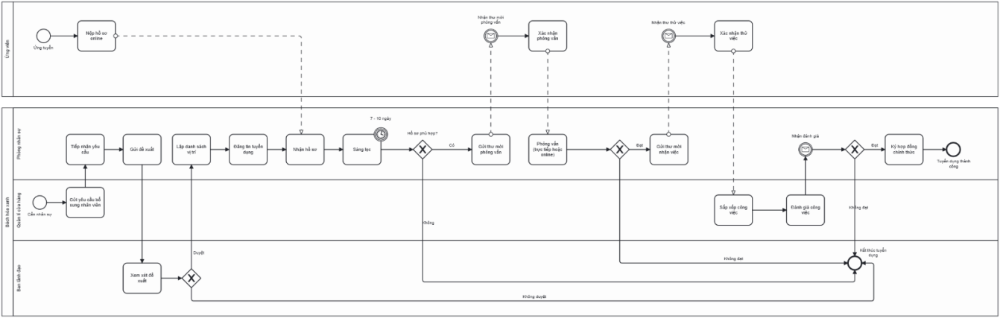 Ứng viên
Ứng tuyển
Nộp hồ sơ
online
Nhận thư mời
phỏng vấn
Xác nhận
phỏng vấn
Nhận thư thử việc
Xác nhận thử
việc
Bách hóa xanh
Phòng nhân sự
Tiếp nhận yêu
cầu
Gửi đề xuất
Lập danh sách
vị trí
Đăng tin tuyển
dụng
Nhận hồ sơ
Sàng lọc
7 - 10 ngày
Hồ sơ phù hợp?
Có
Gửi thư mời
phỏng vấn
Phỏng vấn
(trực tiếp hoặc
online)
Đạt
Gửi thư mời
nhận việc
Nhận đánh giá
Đạt
Ký hợp đồng
chính thức
Tuyển dụng thành
công
Quản lí cửa hàng
Cần nhân sự
Gửi yêu cầu bổ
sung nhân viên
Sắp xếp công
việc
Đánh giá công
việc
Không
Không đạt
Ban lãnh đạo
Duyệt
Xem xét đề
xuất
Không đạt
Kết thúc tuyển
dụng
Không duyệt